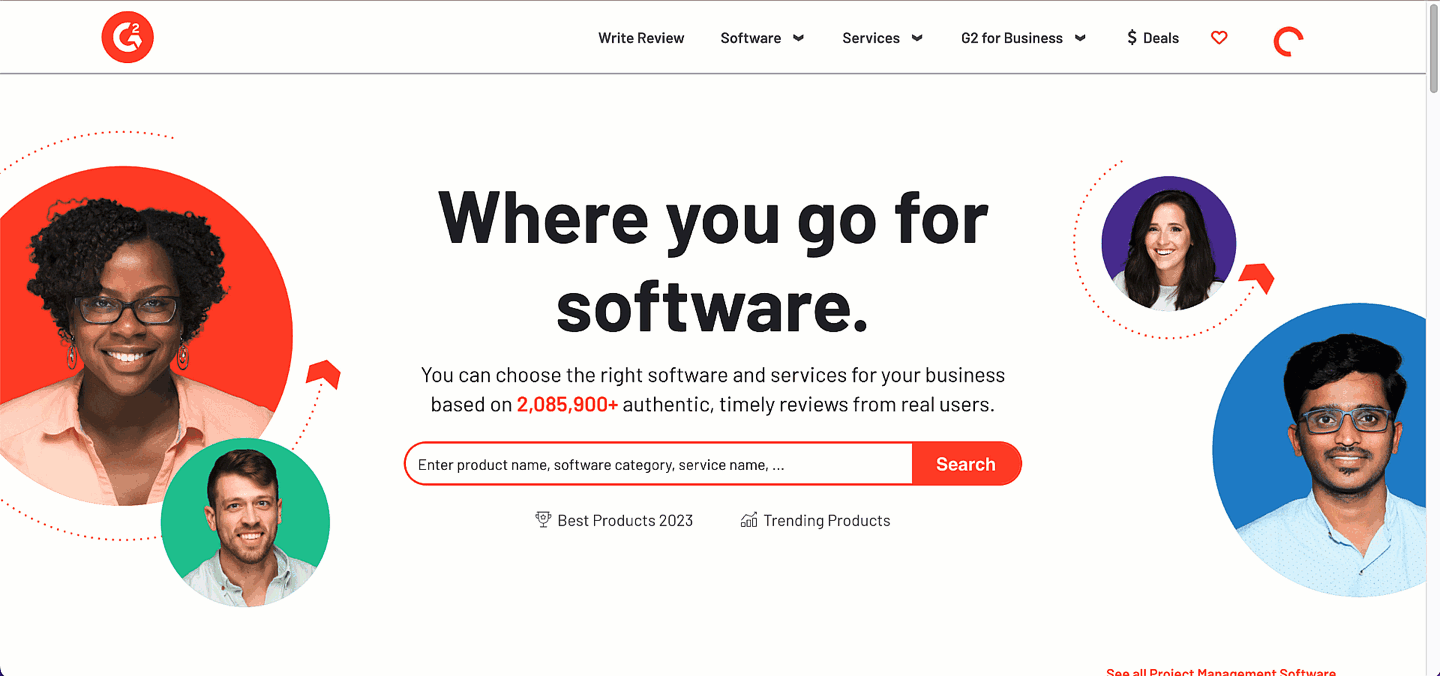 G2
Write Review
Software
Services
G2 for Business
$ Deals
Where you go for
software.
You can choose the right software and services for your business
based on 2,085,900+ authentic, timely reviews from real users.
Enter product name, software category, service name, ...
Search
Best Products 2023
Trending Products
See all Project Management Software